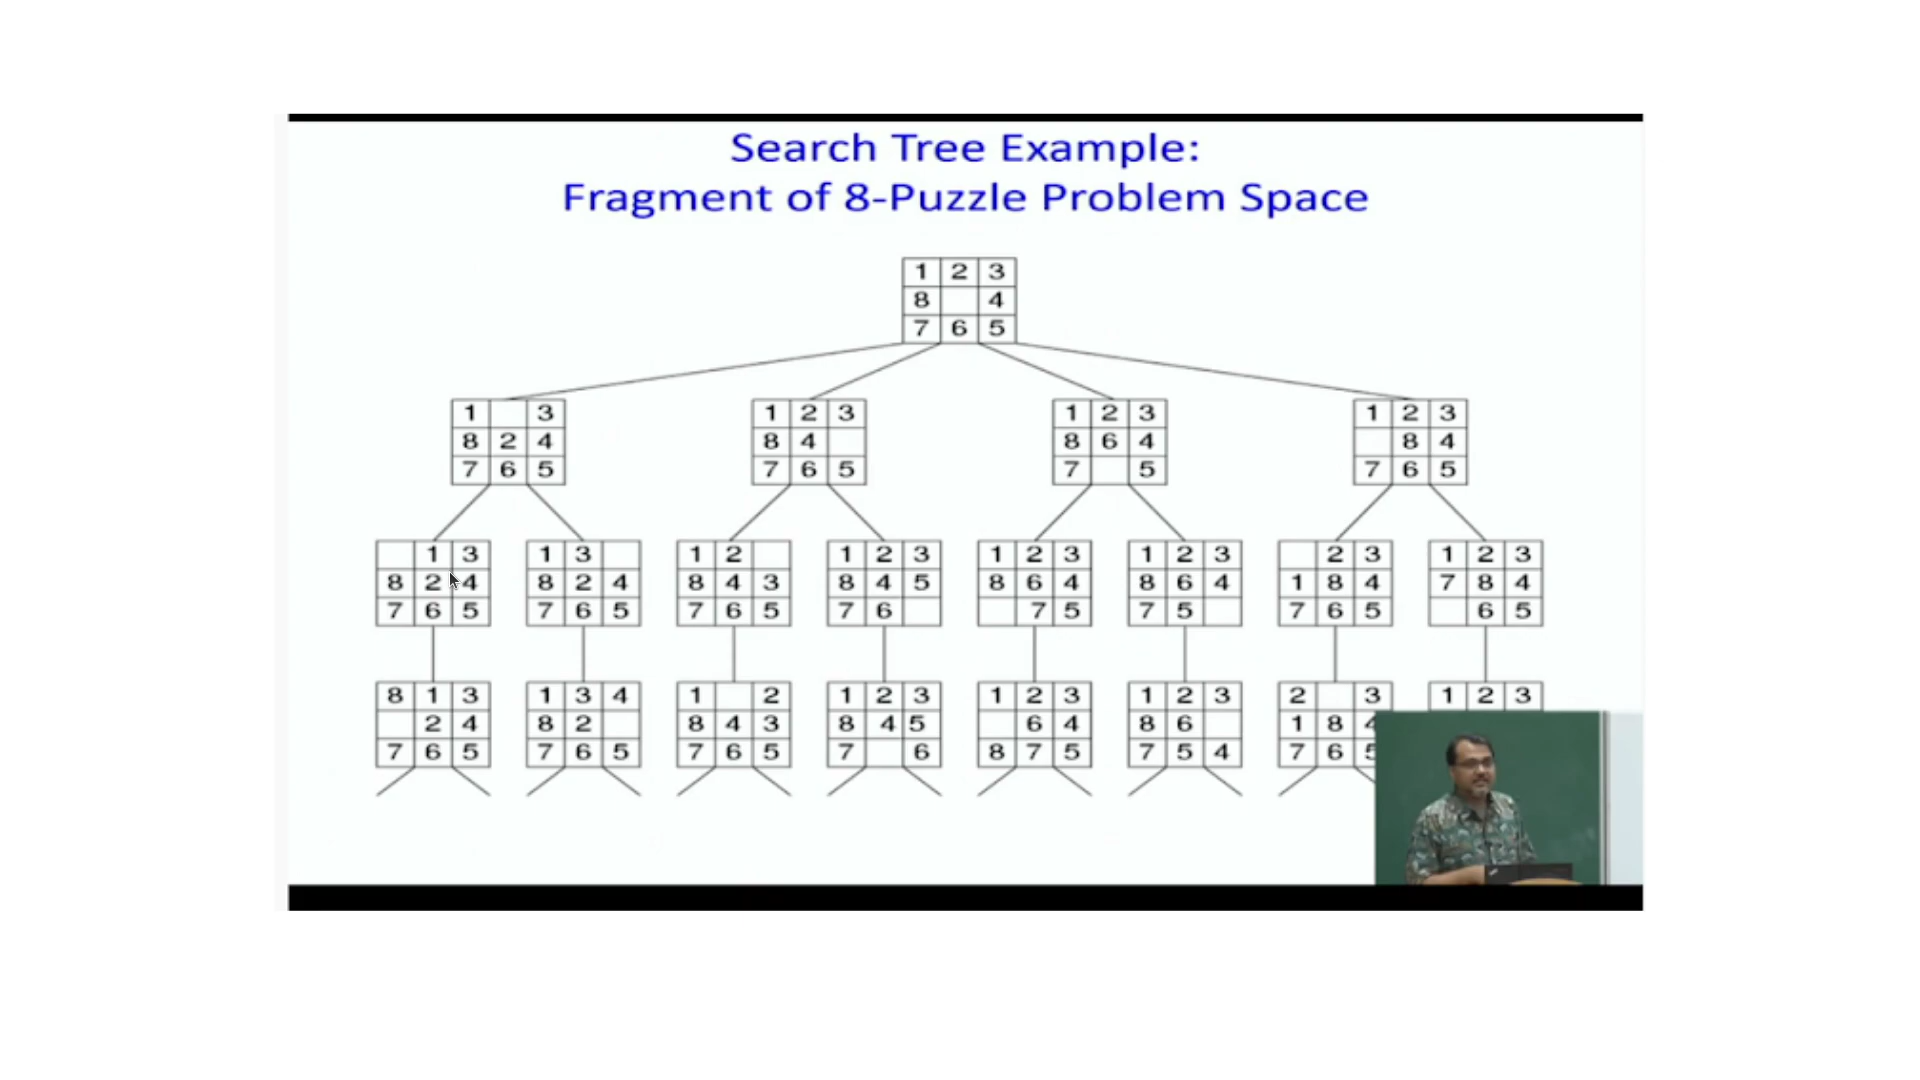 Search Tree Example:
Fragment of 8-Puzzle Problem Space
1 2 3
8 4
7 6 5
1 3
8 2 4
7 6 5
1 2 3
8 4
7 6 5
1 2 3
8 6 4
7 5
1 2 3
8 4
7 6 5
1 3
8 2 4
7 6 5
1 3
8 2 4
7 6 5
1 2
8 4 3
7 6 5
1 2 3
8 4 5
7 6
1 2 3
8 6 4
7 5
1 2 3
8 6 4
7 5
2 3
1 8 4
7 6 5
1 2 3
7 8 4
6 5
8 1 3
2 4
7 6 5
1 3 4
8 2
7 6 5
1 2
8 4 3
7 6 5
1 2 3
8 4 5
7 6
1 2 3
6 4
8 7 5
1 2 3
8 6
7 5 4
2 3
1 8 4
7 6 5
1 2 3